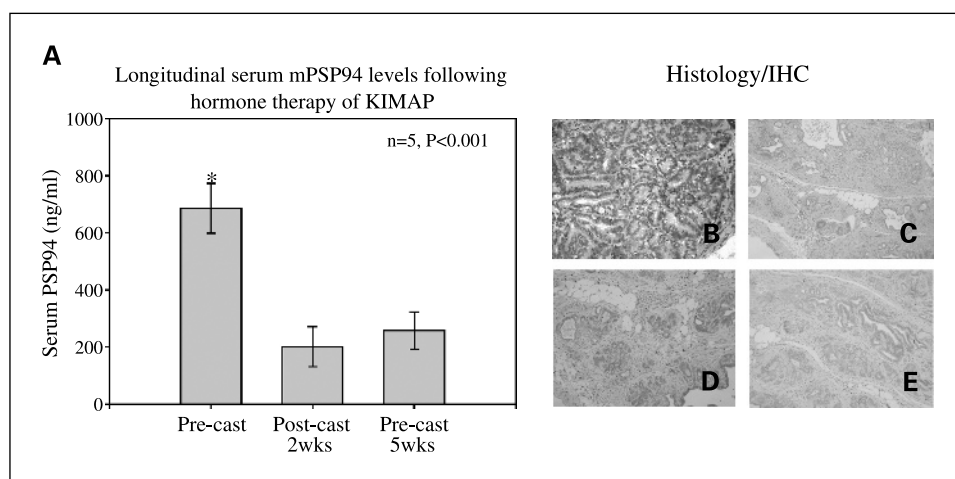 A
Longitudinal serum mPSP94 levels following
hormone therapy of KIMAP
Histology/IHC
n=5, P<0.001
*
Serum PSP94 (ng/ml)
1000
800
600
400
200
0
Pre-cast
Post-cast
2wks
Pre-cast
5wks
B
C
D
E